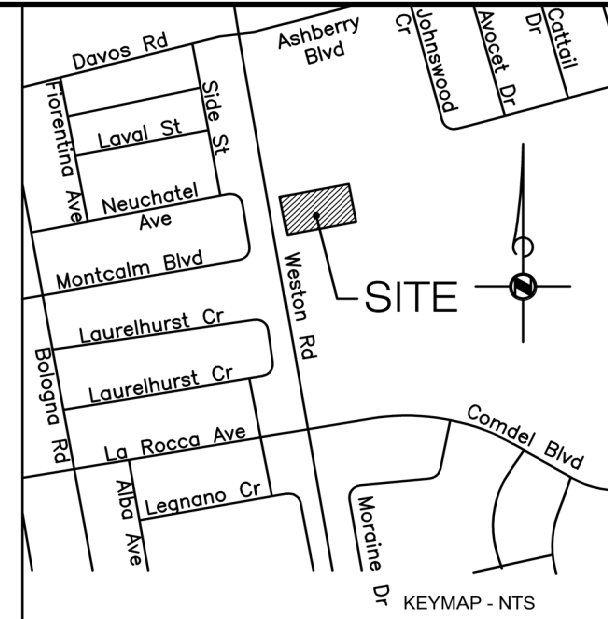 Davos Rd
Ashberry
Blvd
Johnswood
Cr
Avocet Dr
Cattail
Dr
Fiorentina Ave
Side St
Laval St
Neuchatel
Ave
Montcalm Blvd
Weston Rd
SITE
N
Laurelhurst Cr
Laurelhurst Cr
Bologna Rd
La Rocca Ave
Comdel Blvd
Alba Ave
Legnano Cr
Moraine Dr
KEYMAP - NTS